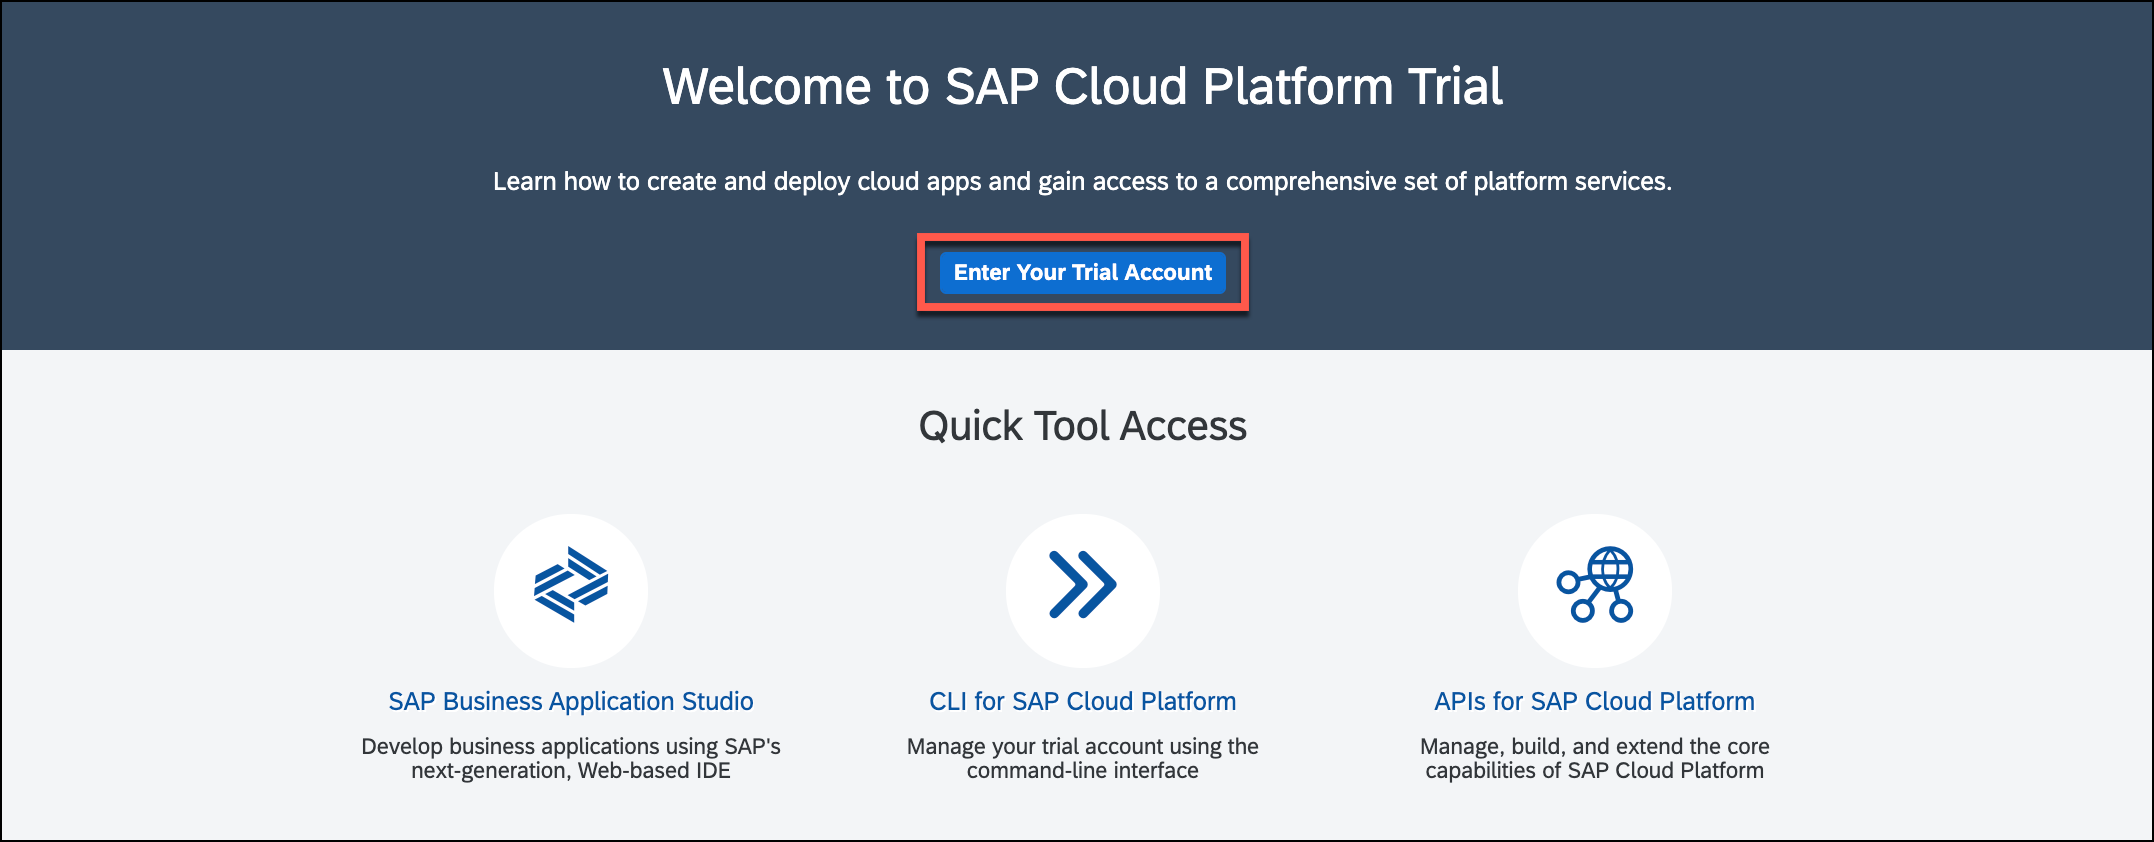 Welcome to SAP Cloud Platform Trial
Learn how to create and deploy cloud apps and gain access to a comprehensive set of platform services.
Enter Your Trial Account
Quick Tool Access
SAP Business Application Studio
Develop business applications using SAP's
next-generation, Web-based IDE
CLI for SAP Cloud Platform
Manage your trial account using the
command-line interface
APIs for SAP Cloud Platform
Manage, build, and extend the core
capabilities of SAP Cloud Platform